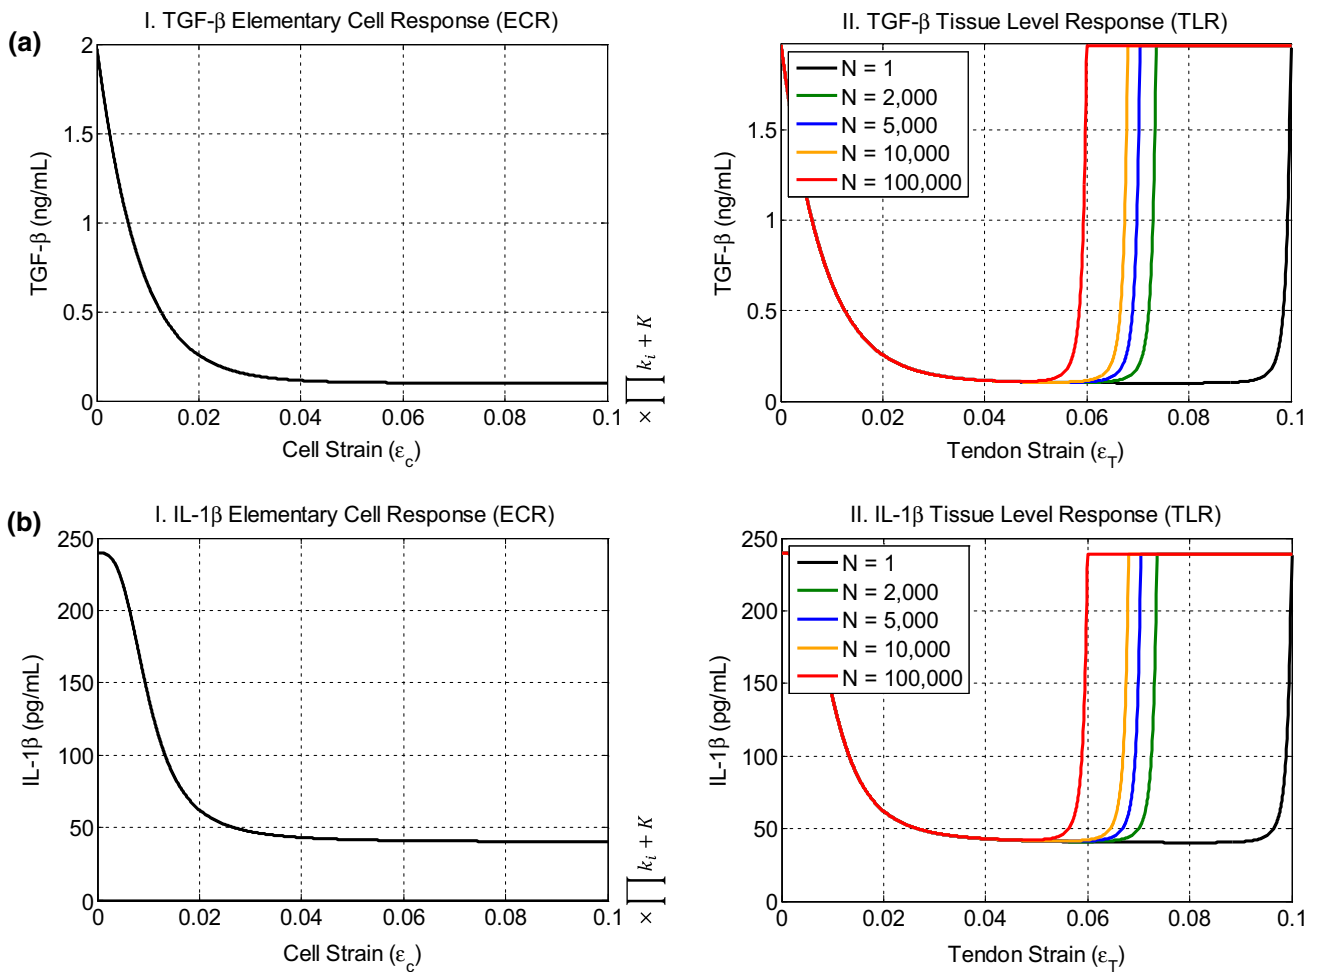 (a)
I. TGF-β Elementary Cell Response (ECR)
2
1.5
1
0.5
0
0
0.02
0.04
0.06
0.08
0.1
TGF-β (ng/mL)
Cell Strain (ε_c)
× ∏ k_i + K
II. TGF-β Tissue Level Response (TLR)
N = 1
N = 2,000
N = 5,000
N = 10,000
N = 100,000
1.5
1
0.5
0
0
0.02
0.04
0.06
0.08
0.1
TGF-β (ng/mL)
Tendon Strain (ε_T)
(b)
I. IL-1β Elementary Cell Response (ECR)
250
200
150
100
50
0
0
0.02
0.04
0.06
0.08
0.1
IL-1β (pg/mL)
Cell Strain (ε_c)
× ∏ k_i + K
II. IL-1β Tissue Level Response (TLR)
N = 1
N = 2,000
N = 5,000
N = 10,000
N = 100,000
250
200
150
100
50
0
0
0.02
0.04
0.06
0.08
0.1
IL-1β (pg/mL)
Tendon Strain (ε_T)